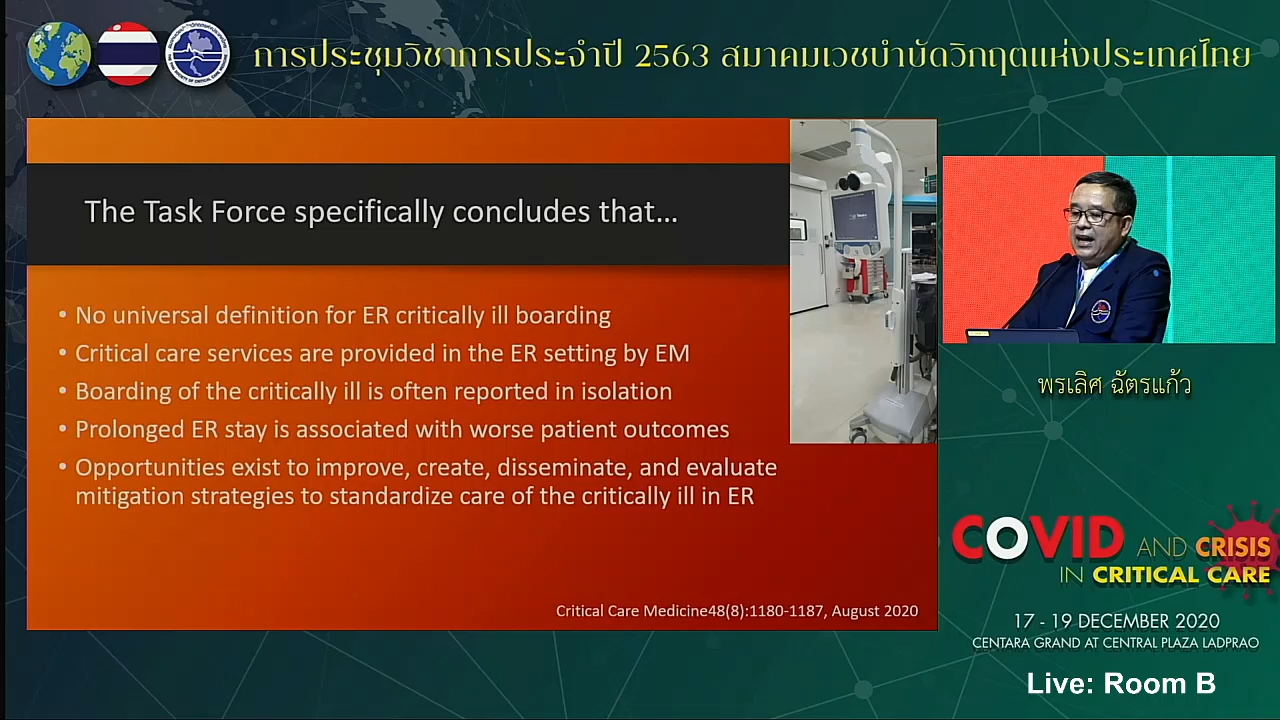 การประชุมวิชาการประจำปี 2563 สมาคมเวชบำบัดวิกฤตแห่งประเทศไทย
The Task Force specifically concludes that...
• No universal definition for ER critically ill boarding
• Critical care services are provided in the ER setting by EM
• Boarding of the critically ill is often reported in isolation
• Prolonged ER stay is associated with worse patient outcomes
• Opportunities exist to improve, create, disseminate, and evaluate
mitigation strategies to standardize care of the critically ill in ER
Critical Care Medicine48(8):1180-1187, August 2020
พรเลิศ ฉัตรแก้ว
COVID AND CRISIS
IN CRITICAL CARE
17 - 19 DECEMBER 2020
CENTARA GRAND AT CENTRAL PLAZA LADPRAO
Live: Room B